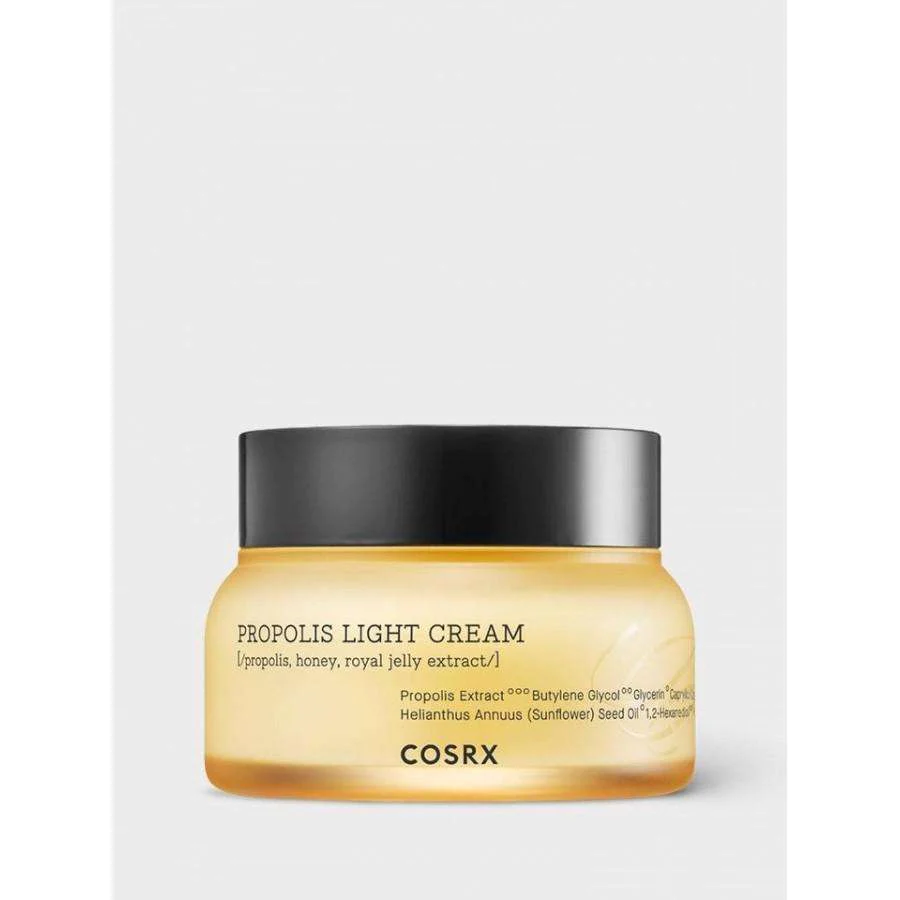 PROPOLIS LIGHT CREAM
[/propolis, honey, royal jelly extract/]
Propolis Extract°°° Butylene Glycol°° Glycerin°
Helianthus Annuus (Sunflower) Seed Oil° 1,2-Hexanediol
COSRX